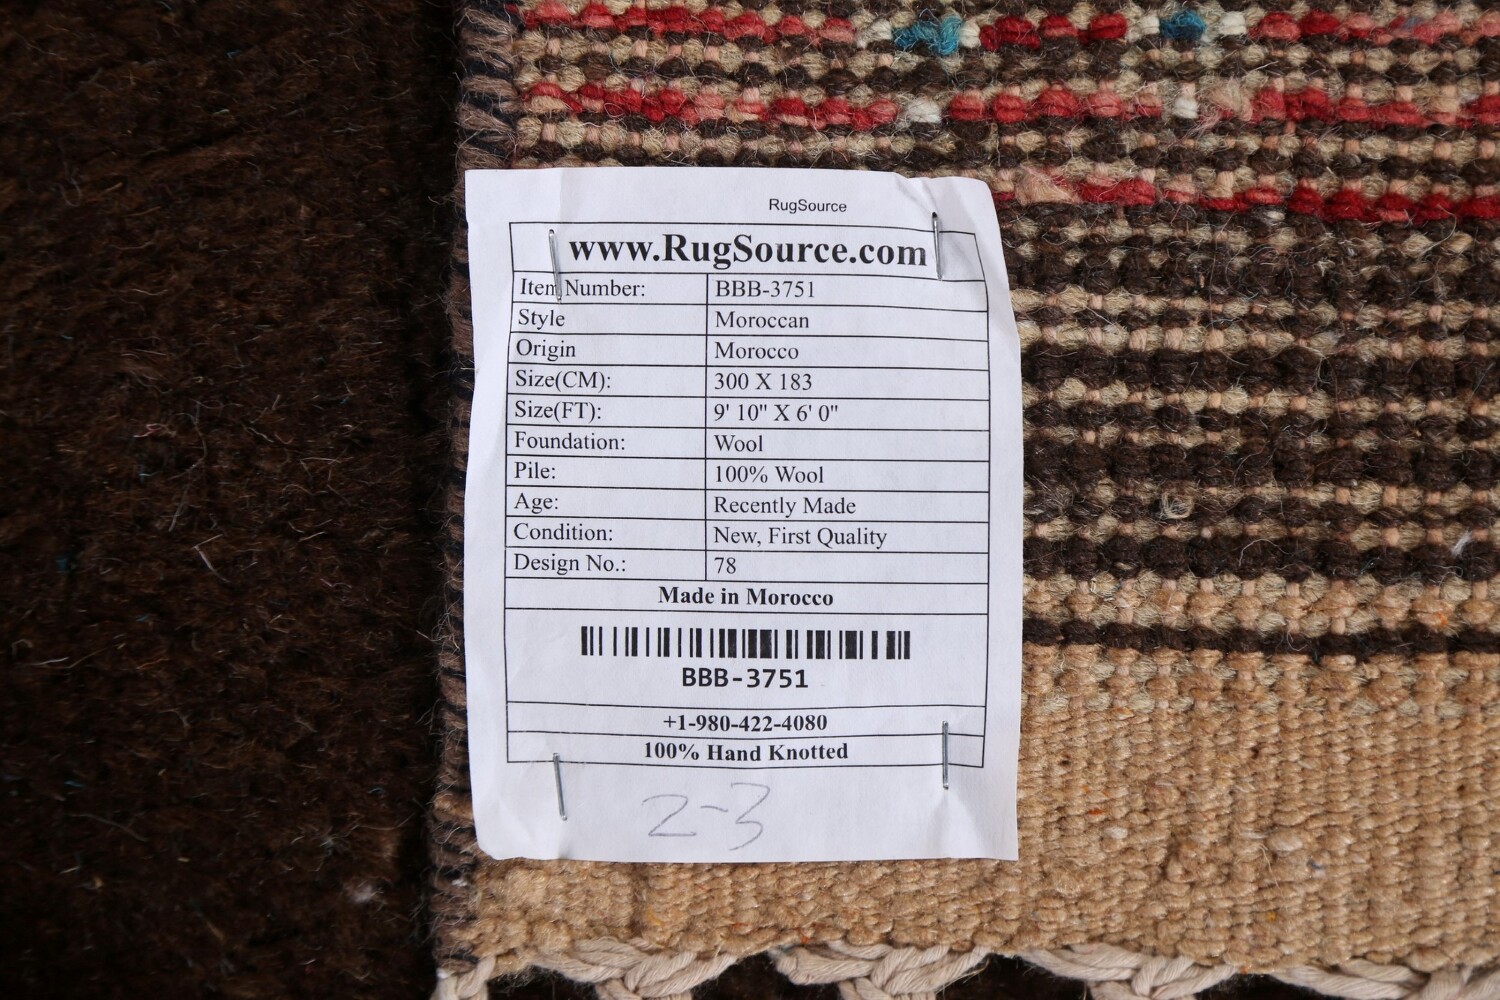 RugSource
www.RugSource.com
Item Number: BBB-3751
Style Moroccan
Origin Morocco
Size(CM): 300 X 183
Size(FT): 9' 10" X 6' 0"
Foundation: Wool
Pile: 100% Wool
Age: Recently Made
Condition: New, First Quality
Design No.: 78
Made in Morocco
BBB-3751
+1-980-422-4080
100% Hand Knotted
2-3